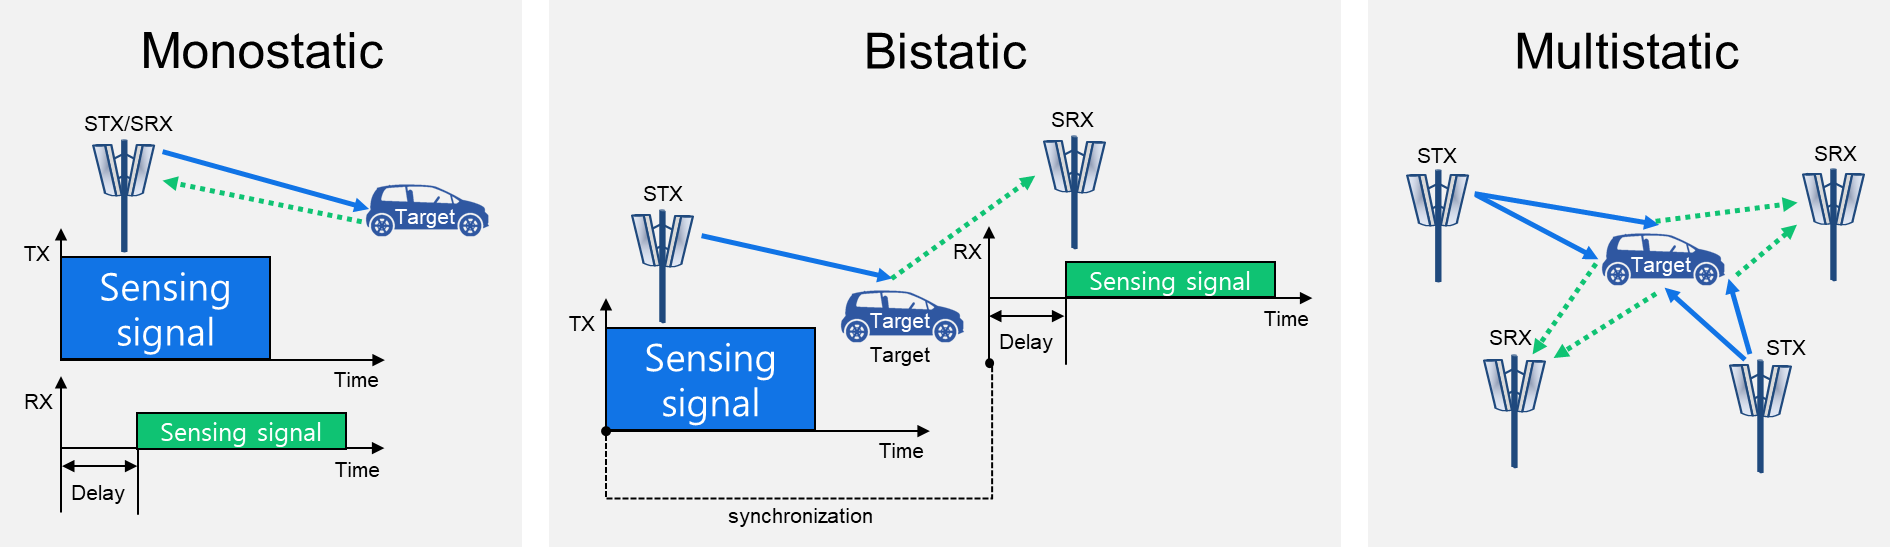 Monostatic
STX/SRX
Target
TX
Sensing
signal
Time
RX
Sensing signal
Time
Delay
Bistatic
SRX
STX
RX
Sensing signal
Time
Delay
TX
Target
Target
Sensing
signal
Time
synchronization
Multistatic
STX
SRX
Target
SRX
STX